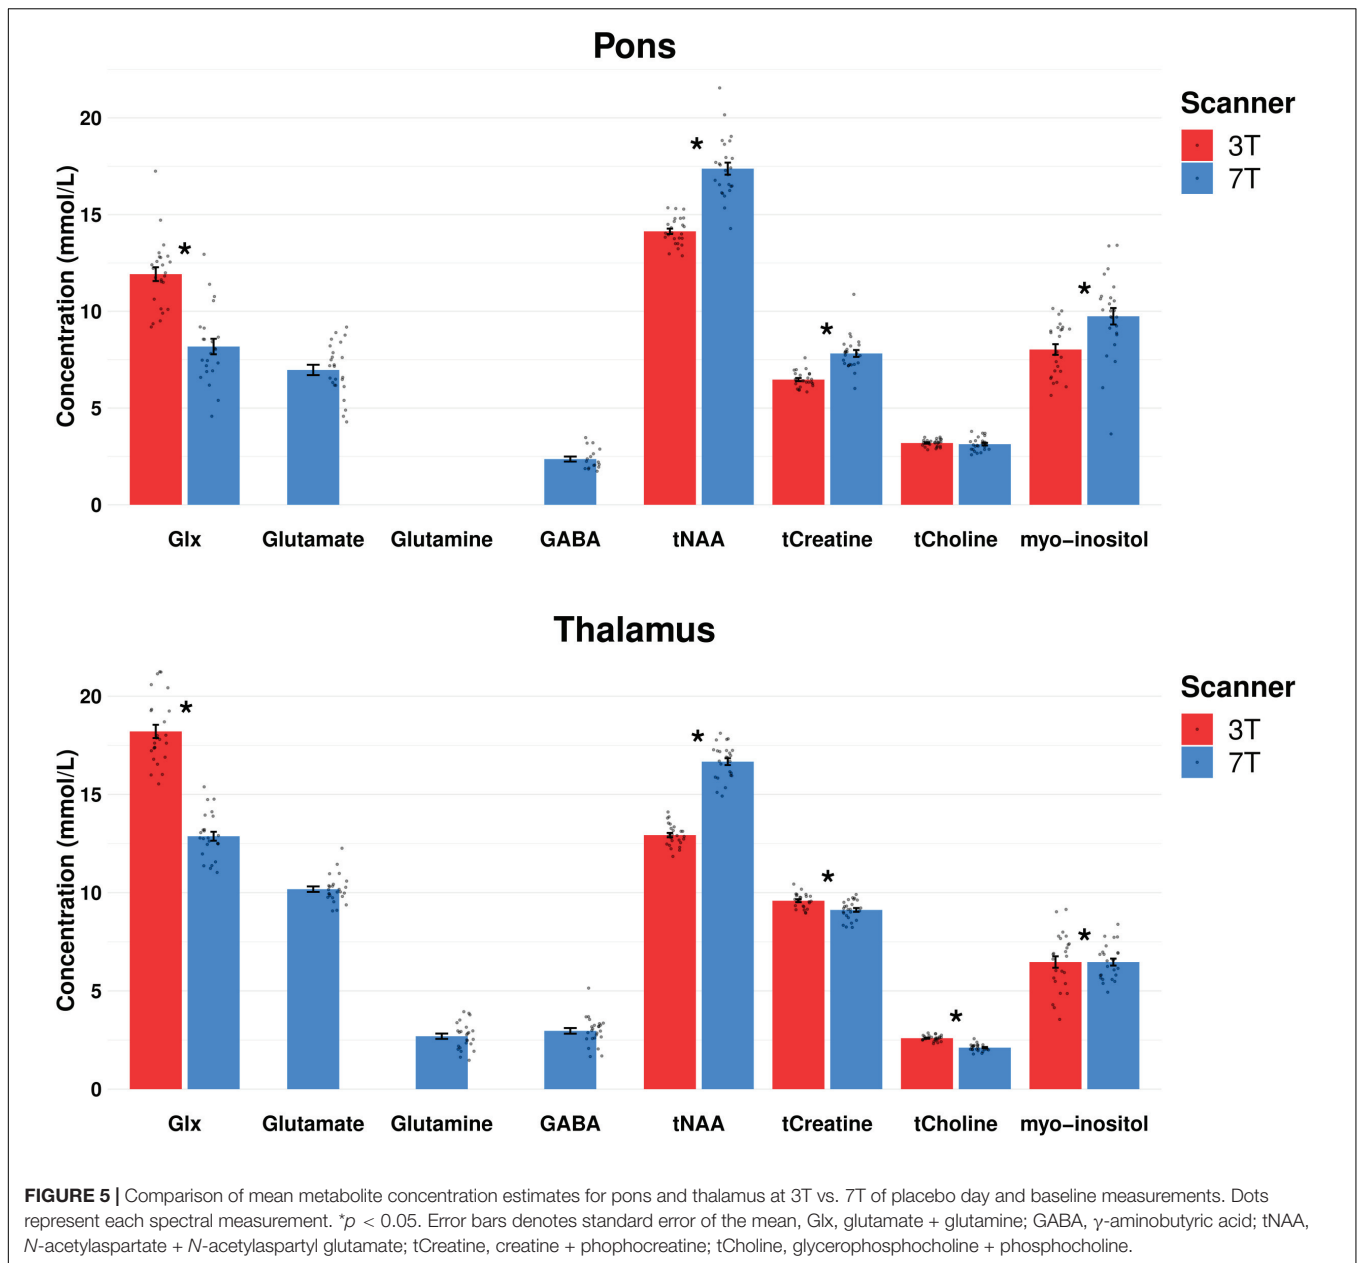 Pons
Concentration (mmol/L)
20
15
10
5
0
*
*
*
*
Glx Glutamate Glutamine GABA tNAA tCreatine tCholine myo−inositol
Scanner
3T
7T
Thalamus
Concentration (mmol/L)
20
15
10
5
0
*
*
*
*
*
Glx Glutamate Glutamine GABA tNAA tCreatine tCholine myo−inositol
Scanner
3T
7T
FIGURE 5 | Comparison of mean metabolite concentration estimates for pons and thalamus at 3T vs. 7T of placebo day and baseline measurements. Dots
represent each spectral measurement. *p < 0.05. Error bars denotes standard error of the mean, Glx, glutamate + glutamine; GABA, γ-aminobutyric acid; tNAA,
N-acetylaspartate + N-acetylaspartyl glutamate; tCreatine, creatine + phophocreatine; tCholine, glycerophosphocholine + phosphocholine.